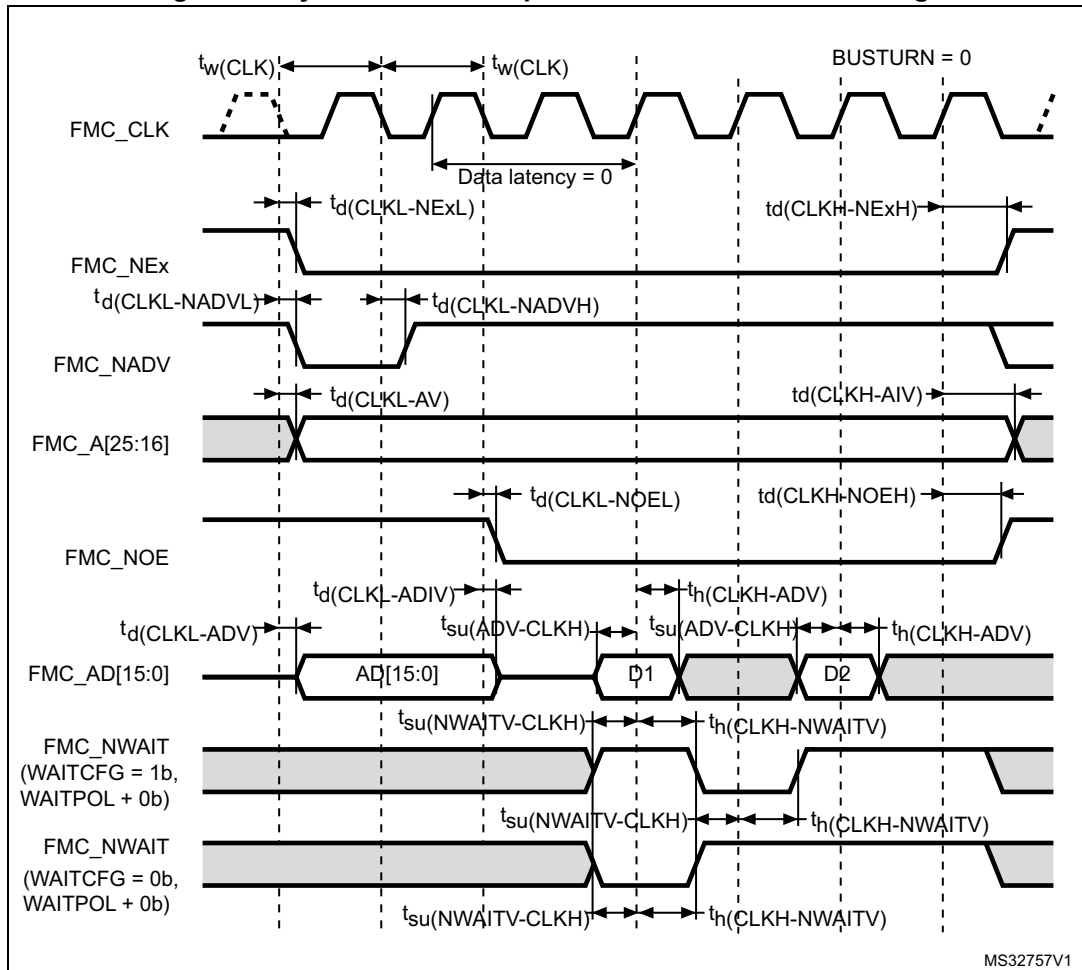 BUSTURN = 0
tw(CLK)
tw(CLK)
FMC_CLK
Data latency = 0
td(CLKL-NExL)
td(CLKH-NExH)
FMC_NEx
td(CLKL-NADVL)
td(CLKL-NADVH)
FMC_NADV
td(CLKL-AV)
td(CLKH-AIV)
FMC_A[25:16]
td(CLKL-NOEL)
td(CLKH-NOEH)
FMC_NOE
td(CLKL-ADIV)
th(CLKH-ADV)
td(CLKL-ADV)
tsu(ADV-CLKH)
tsu(ADV-CLKH)
th(CLKH-ADV)
FMC_AD[15:0]
AD[15:0]
D1
D2
tsu(NWAITV-CLKH)
th(CLKH-NWAITV)
FMC_NWAIT
(WAITCFG = 1b,
WAITPOL + 0b)
tsu(NWAITV-CLKH)
th(CLKH-NWAITV)
FMC_NWAIT
(WAITCFG = 0b,
WAITPOL + 0b)
tsu(NWAITV-CLKH)
th(CLKH-NWAITV)
MS32757V1